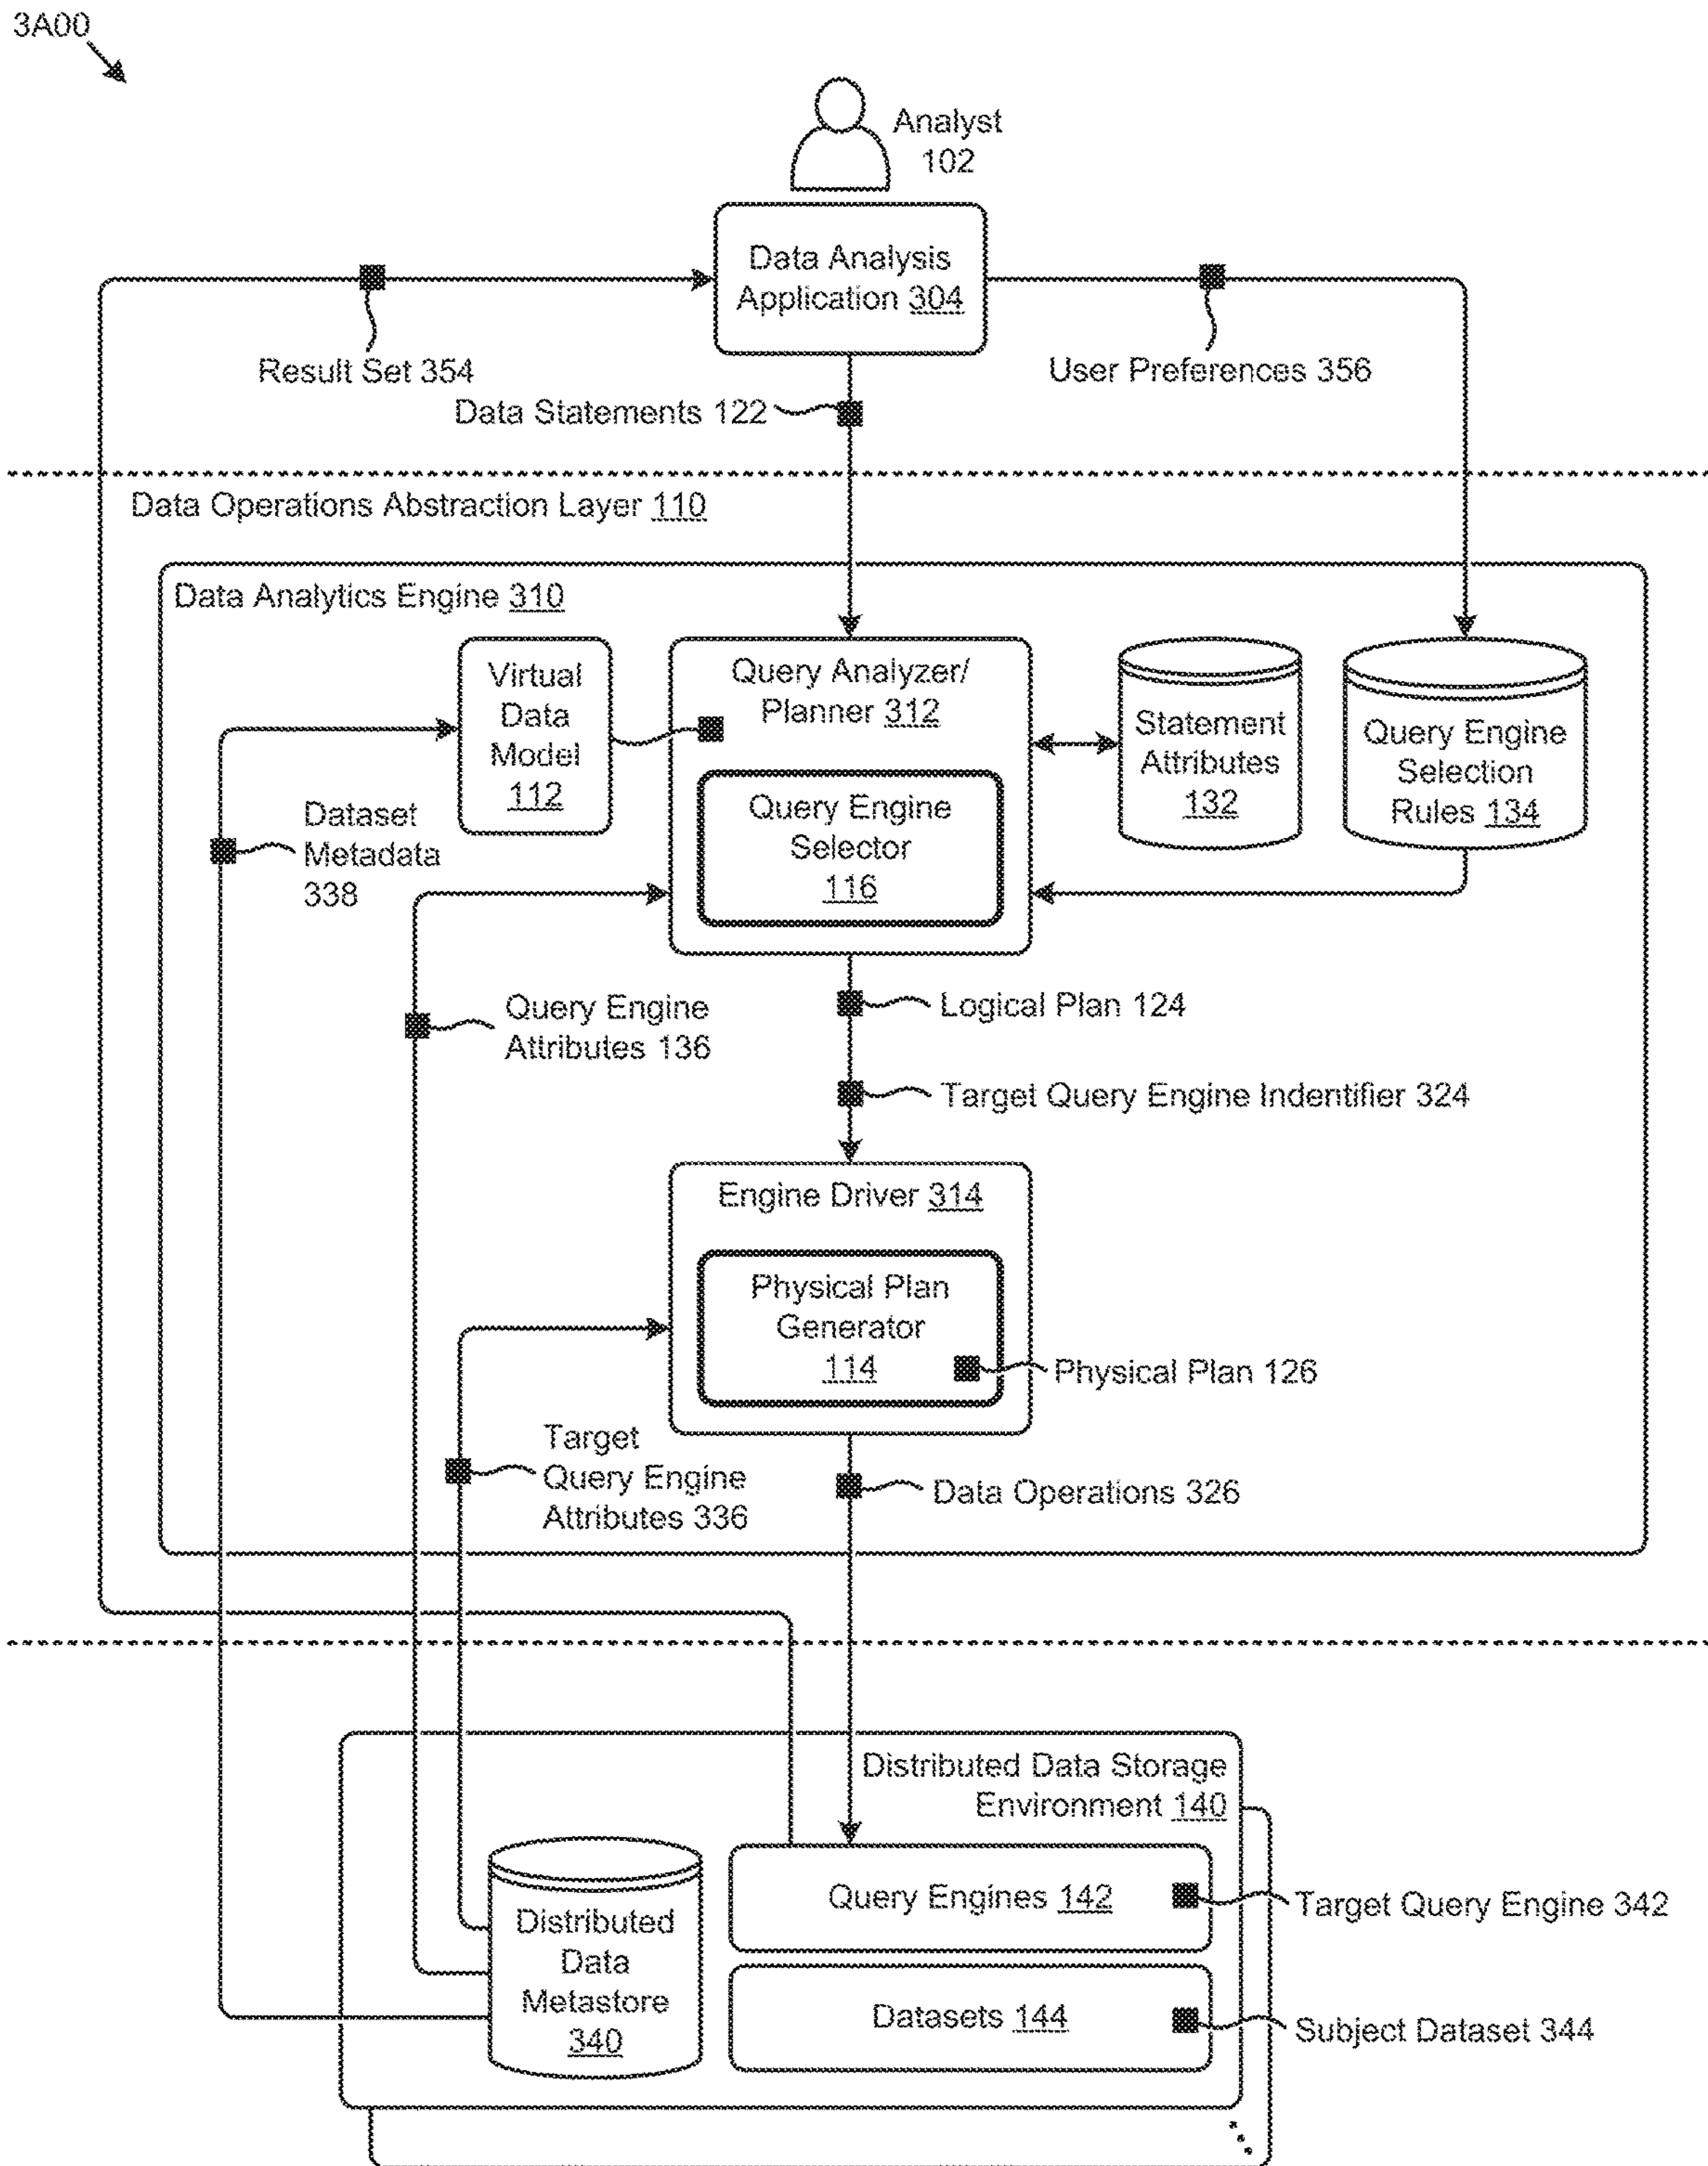 3A00
Analyst
102
Data Analysis
Application 304
Result Set 354
User Preferences 356
Data Statements 122
Data Operations Abstraction Layer 110
Data Analytics Engine 310
Virtual
Data
Model
112
Query Analyzer/
Planner 312
Query Engine
Selector
116
Statement
Attributes
132
Query Engine
Selection
Rules 134
Dataset
Metadata
338
Query Engine
Attributes 136
Logical Plan 124
Target Query Engine Indentifier 324
Engine Driver 314
Physical Plan
Generator
114
Physical Plan 126
Target
Query Engine
Attributes 336
Data Operations 326
Distributed Data Storage
Environment 140
Distributed
Data
Metastore
340
Query Engines 142
Target Query Engine 342
Datasets 144
Subject Dataset 344